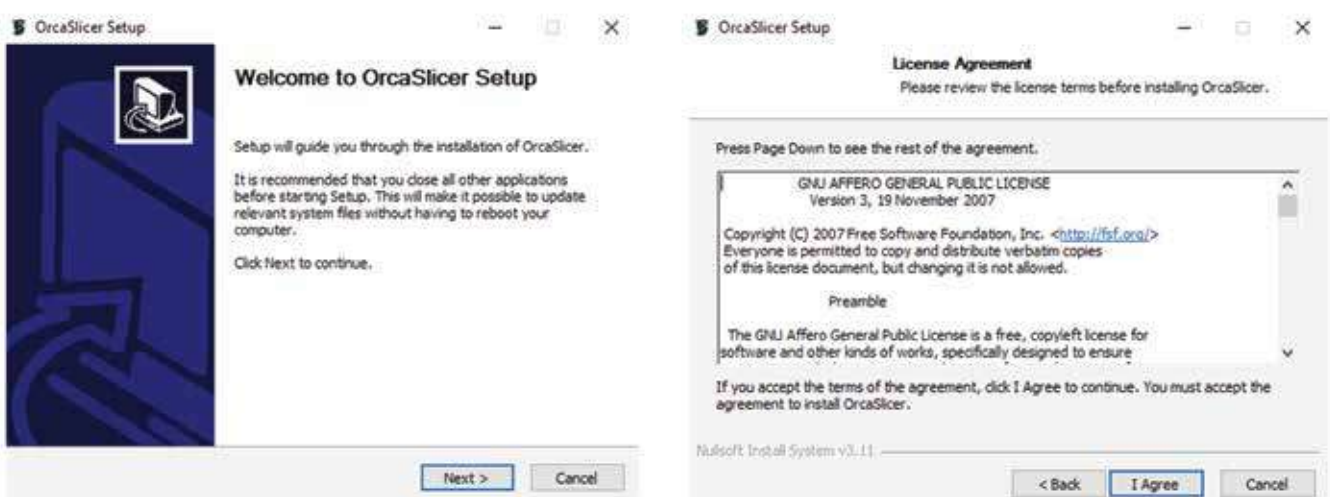 OrcaSlicer Setup
Welcome to OrcaSlicer Setup
Setup will guide you through the installation of OrcaSlicer.
It is recommended that you close all other applications
before starting Setup. This will make it possible to update
relevant system files without having to reboot your
computer.
Click Next to continue.
Next >
Cancel
OrcaSlicer Setup
License Agreement
Please review the license terms before installing OrcaSlicer.
Press Page Down to see the rest of the agreement.
GNU AFFERO GENERAL PUBLIC LICENSE
Version 3, 19 November 2007
Copyright (C) 2007 Free Software Foundation, Inc. <http://fsf.org/>
Everyone is permitted to copy and distribute verbatim copies
of this license document, but changing it is not allowed.
Preamble
The GNU Affero General Public License is a free, copyleft license for
software and other kinds of works, specifically designed to ensure
If you accept the terms of the agreement, click I Agree to continue. You must accept the
agreement to install OrcaSlicer.
Nullsoft Install System v3.11
< Back
I Agree
Cancel